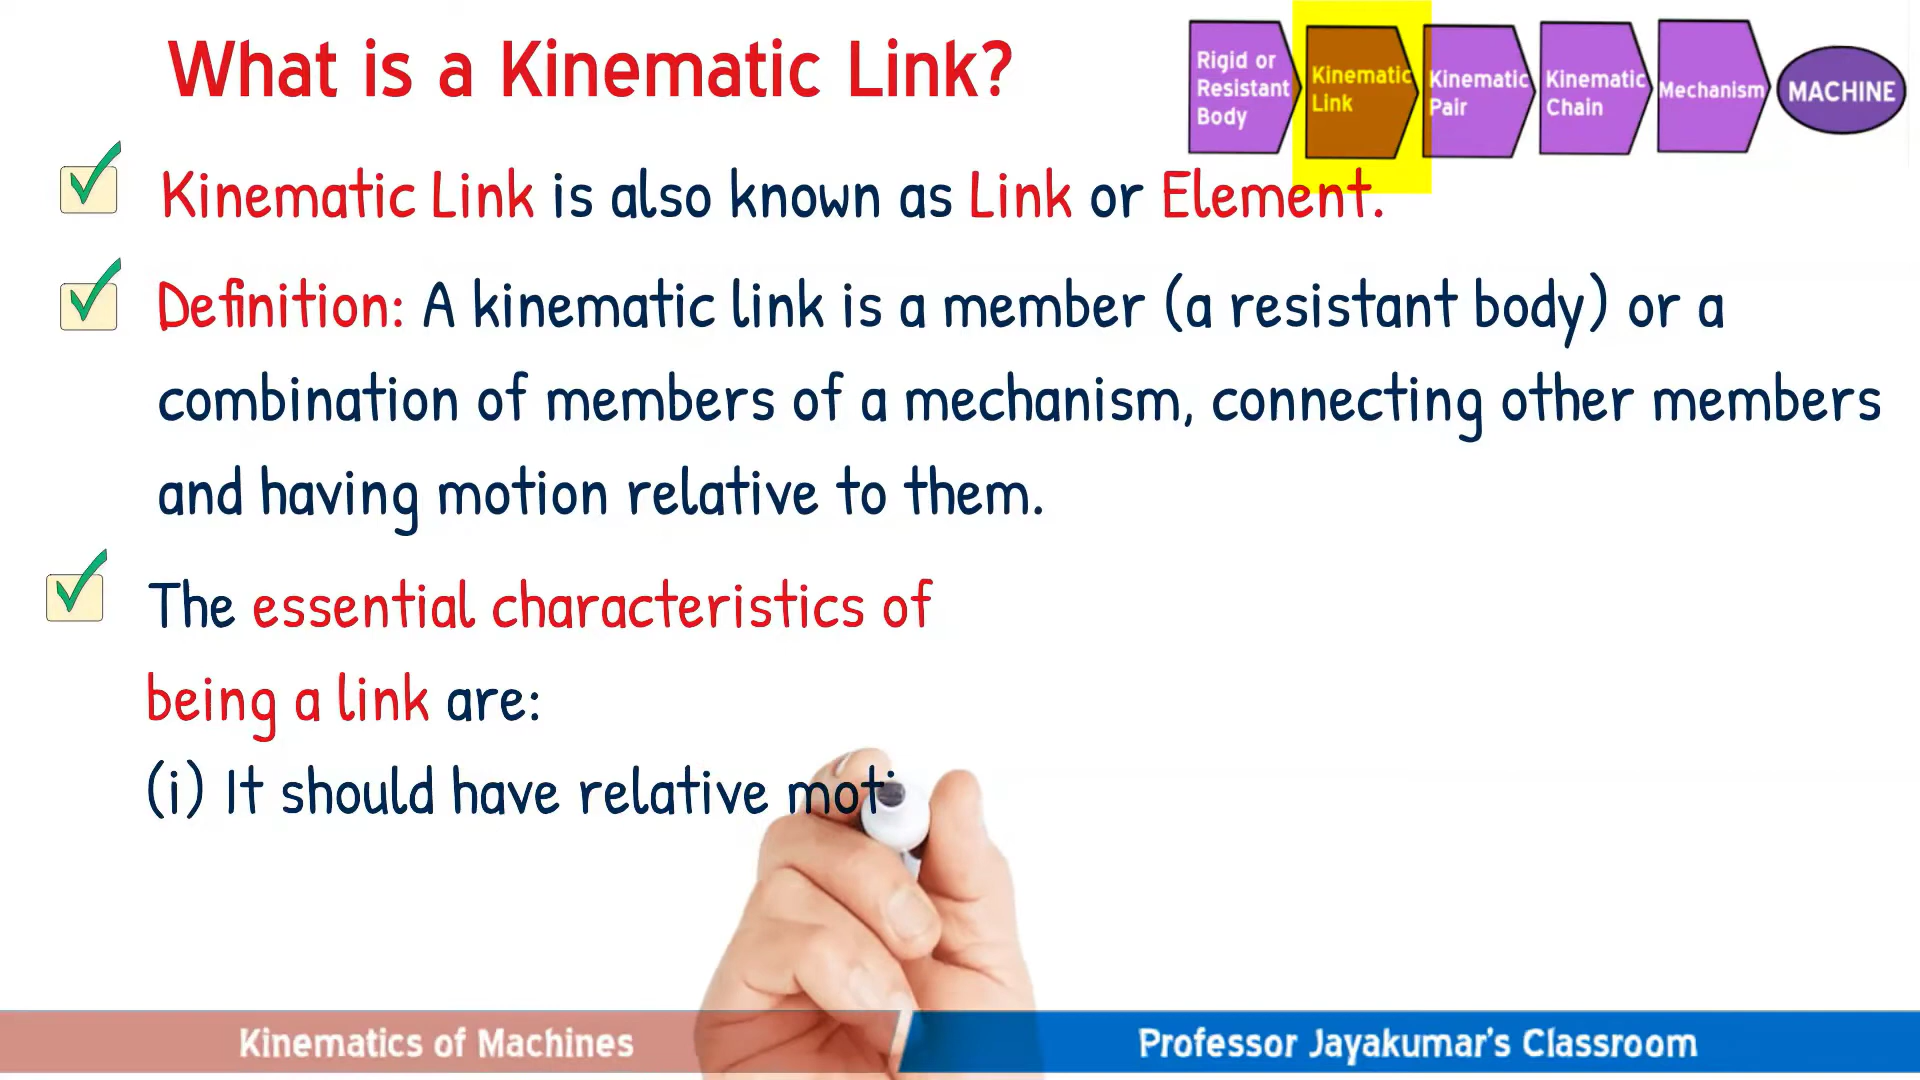 What is a Kinematic Link?
Rigid or
Resistant
Body
Kinematic
Link
Kinematic
Pair
Kinematic
Chain
Mechanism
MACHINE
Kinematic Link is also known as Link or Element.
Definition: A kinematic link is a member (a resistant body) or a
combination of members of a mechanism, connecting other members
and having motion relative to them.
The essential characteristics of
being a link are:
(i) It should have relative mot
Kinematics of Machines
Professor Jayakumar's Classroom